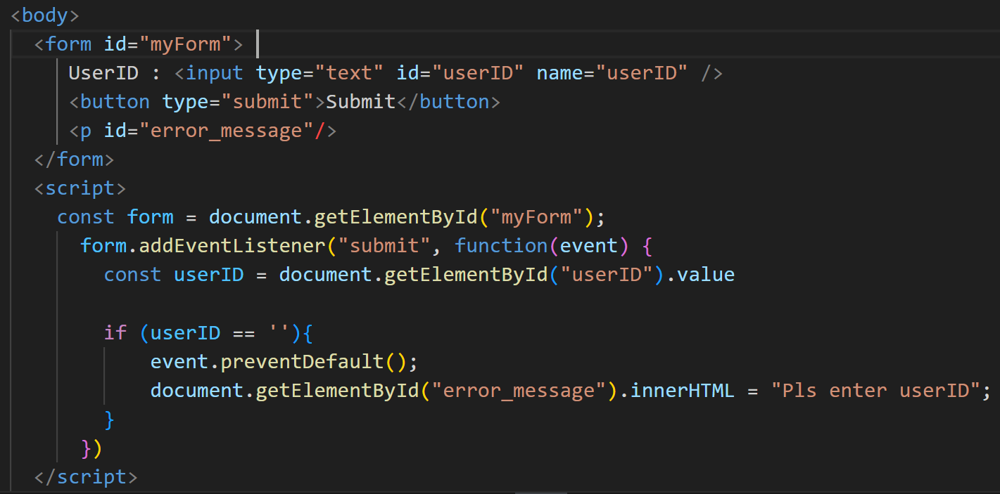 <body>
<form id="myForm">
UserID : <input type="text" id="userID" name="userID" />
<button type="submit">Submit</button>
<p id="error_message"/>
</form>
<script>
const form = document.getElementById("myForm");
form.addEventListener("submit", function(event) {
const userID = document.getElementById("userID").value
if (userID == ''){
event.preventDefault();
document.getElementById("error_message").innerHTML = "Pls enter userID";
}
})
</script>